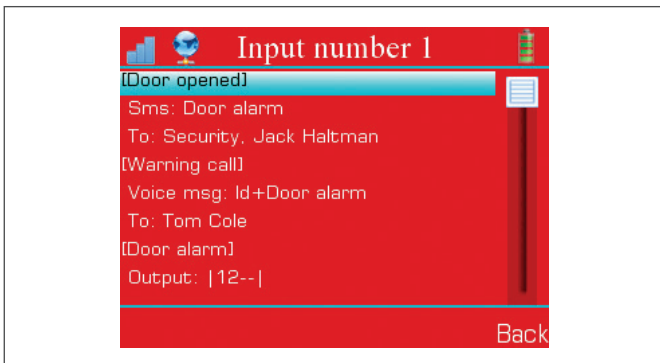 Input number 1
[Door opened]
Sms: Door alarm
To: Security, Jack Haltman
[Warning call]
Voice msg: Id+Door alarm
To: Tom Cole
[Door alarm]
Output: |12--|
Back